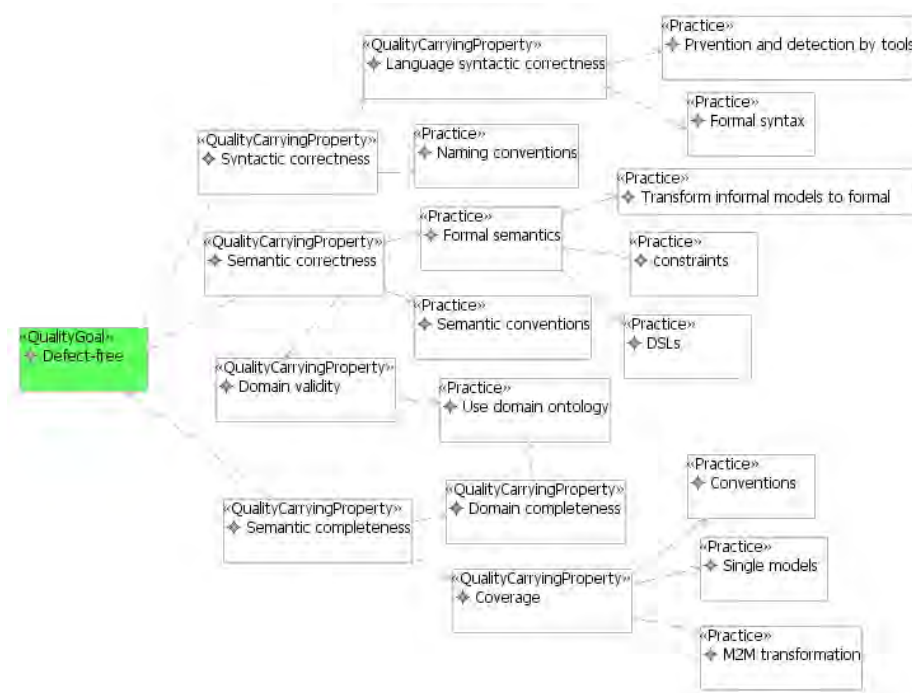 «Practice»
Prvention and detection by tools
«QualityCarryingProperty»
Language syntactic correctness
«Practice»
Formal syntax
«Practice»
Naming conventions
«QualityCarryingProperty»
Syntactic correctness
«Practice»
Transform informal models to formal
«Practice»
Formal semantics
«QualityCarryingProperty»
Semantic correctness
«Practice»
constraints
«Practice»
Semantic conventions
«Practice»
DSLs
«QualityGoal»
Defect-free
«QualityCarryingProperty»
Domain validity
«Practice»
Use domain ontology
«Practice»
Conventions
«QualityCarryingProperty»
Domain completeness
«QualityCarryingProperty»
Semantic completeness
«Practice»
Single models
«QualityCarryingProperty»
Coverage
«Practice»
M2M transformation